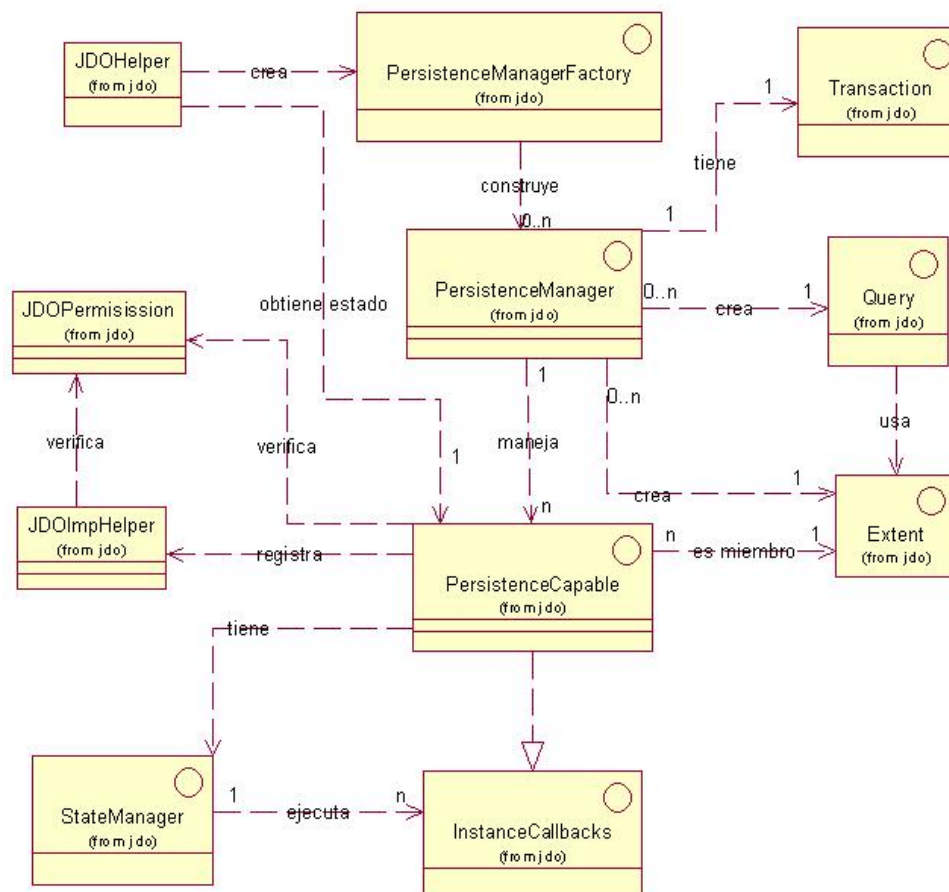 JDOHelper
(from jdo)
crea
PersistenceManagerFactory
(from jdo)
Transaction
(from jdo)
1
tiene
1
construye
0..n
PersistenceManager
(from jdo)
0..n
crea
1
Query
(from jdo)
obtiene estado
JDOPermisission
(from jdo)
1
0..n
usa
verifica
verifica
maneja
1
crea
1
n
JDOImpHelper
(from jdo)
registra
PersistenceCapable
(from jdo)
n
es miembro
1
Extent
(from jdo)
tiene
StateManager
(from jdo)
1
ejecuta
n
InstanceCallbacks
(from jdo)